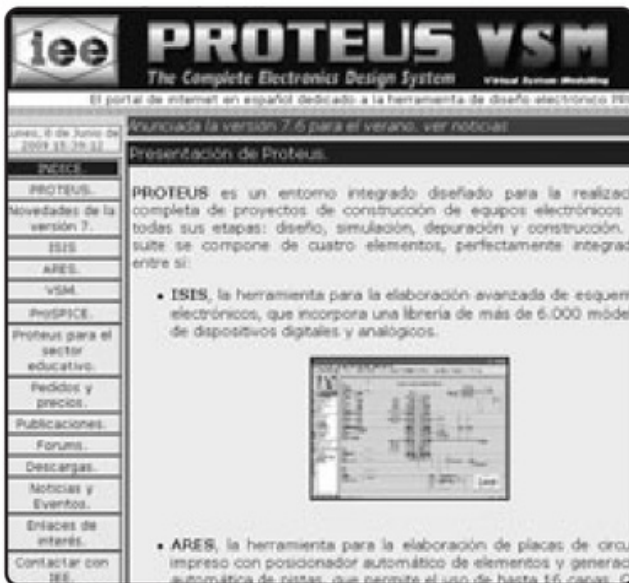 iee
PROTEUS VSM
The Complete Electronics Design System
Virtual System Modelling
El portal de internet en español dedicado a la herramienta de diseño electrónico
lunes, 8 de Junio de
2009
Anunciada la versión 7.6 para el verano. ver noticias
Presentación de Proteus.
INDICE.
PROTEUS.
Novedades de la
versión 7.
ISIS
ARES.
VSM.
ProSPICE.
Proteus para el
sector
educativo.
Pedidos y
precios.
Publicaciones.
Forums.
Descargas.
Noticias y
Eventos.
Enlaces de
interés.
Contactar con
IEE.
PROTEUS es un entorno integrado diseñado para la realizac
completa de proyectos de construcción de equipos electrónicos
todas sus etapas: diseño, simulación, depuración y construcción.
suite se compone de cuatro elementos, perfectamente integrad
entre si:
• ISIS, la herramienta para la elaboración avanzada de esquem
electrónicos, que incorpora una librería de más de 6.000 model
de dispositivos digitales y analógicos.
iee
• ARES, la herramienta para la elaboración de placas de circu
impreso con posicionador automático de elementos y generaci
automática de pistas, que permite el uso de hasta 16 capas.